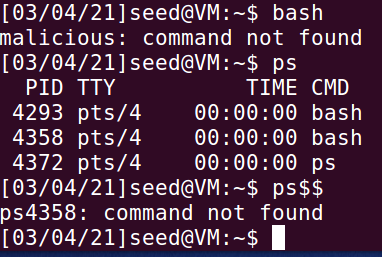 [03/04/21]seed@VM:~$ bash
malicious: command not found
[03/04/21]seed@VM:~$ ps
  PID TTY          TIME CMD
 4293 pts/4    00:00:00 bash
 4358 pts/4    00:00:00 bash
 4372 pts/4    00:00:00 ps
[03/04/21]seed@VM:~$ ps$$
ps4358: command not found
[03/04/21]seed@VM:~$